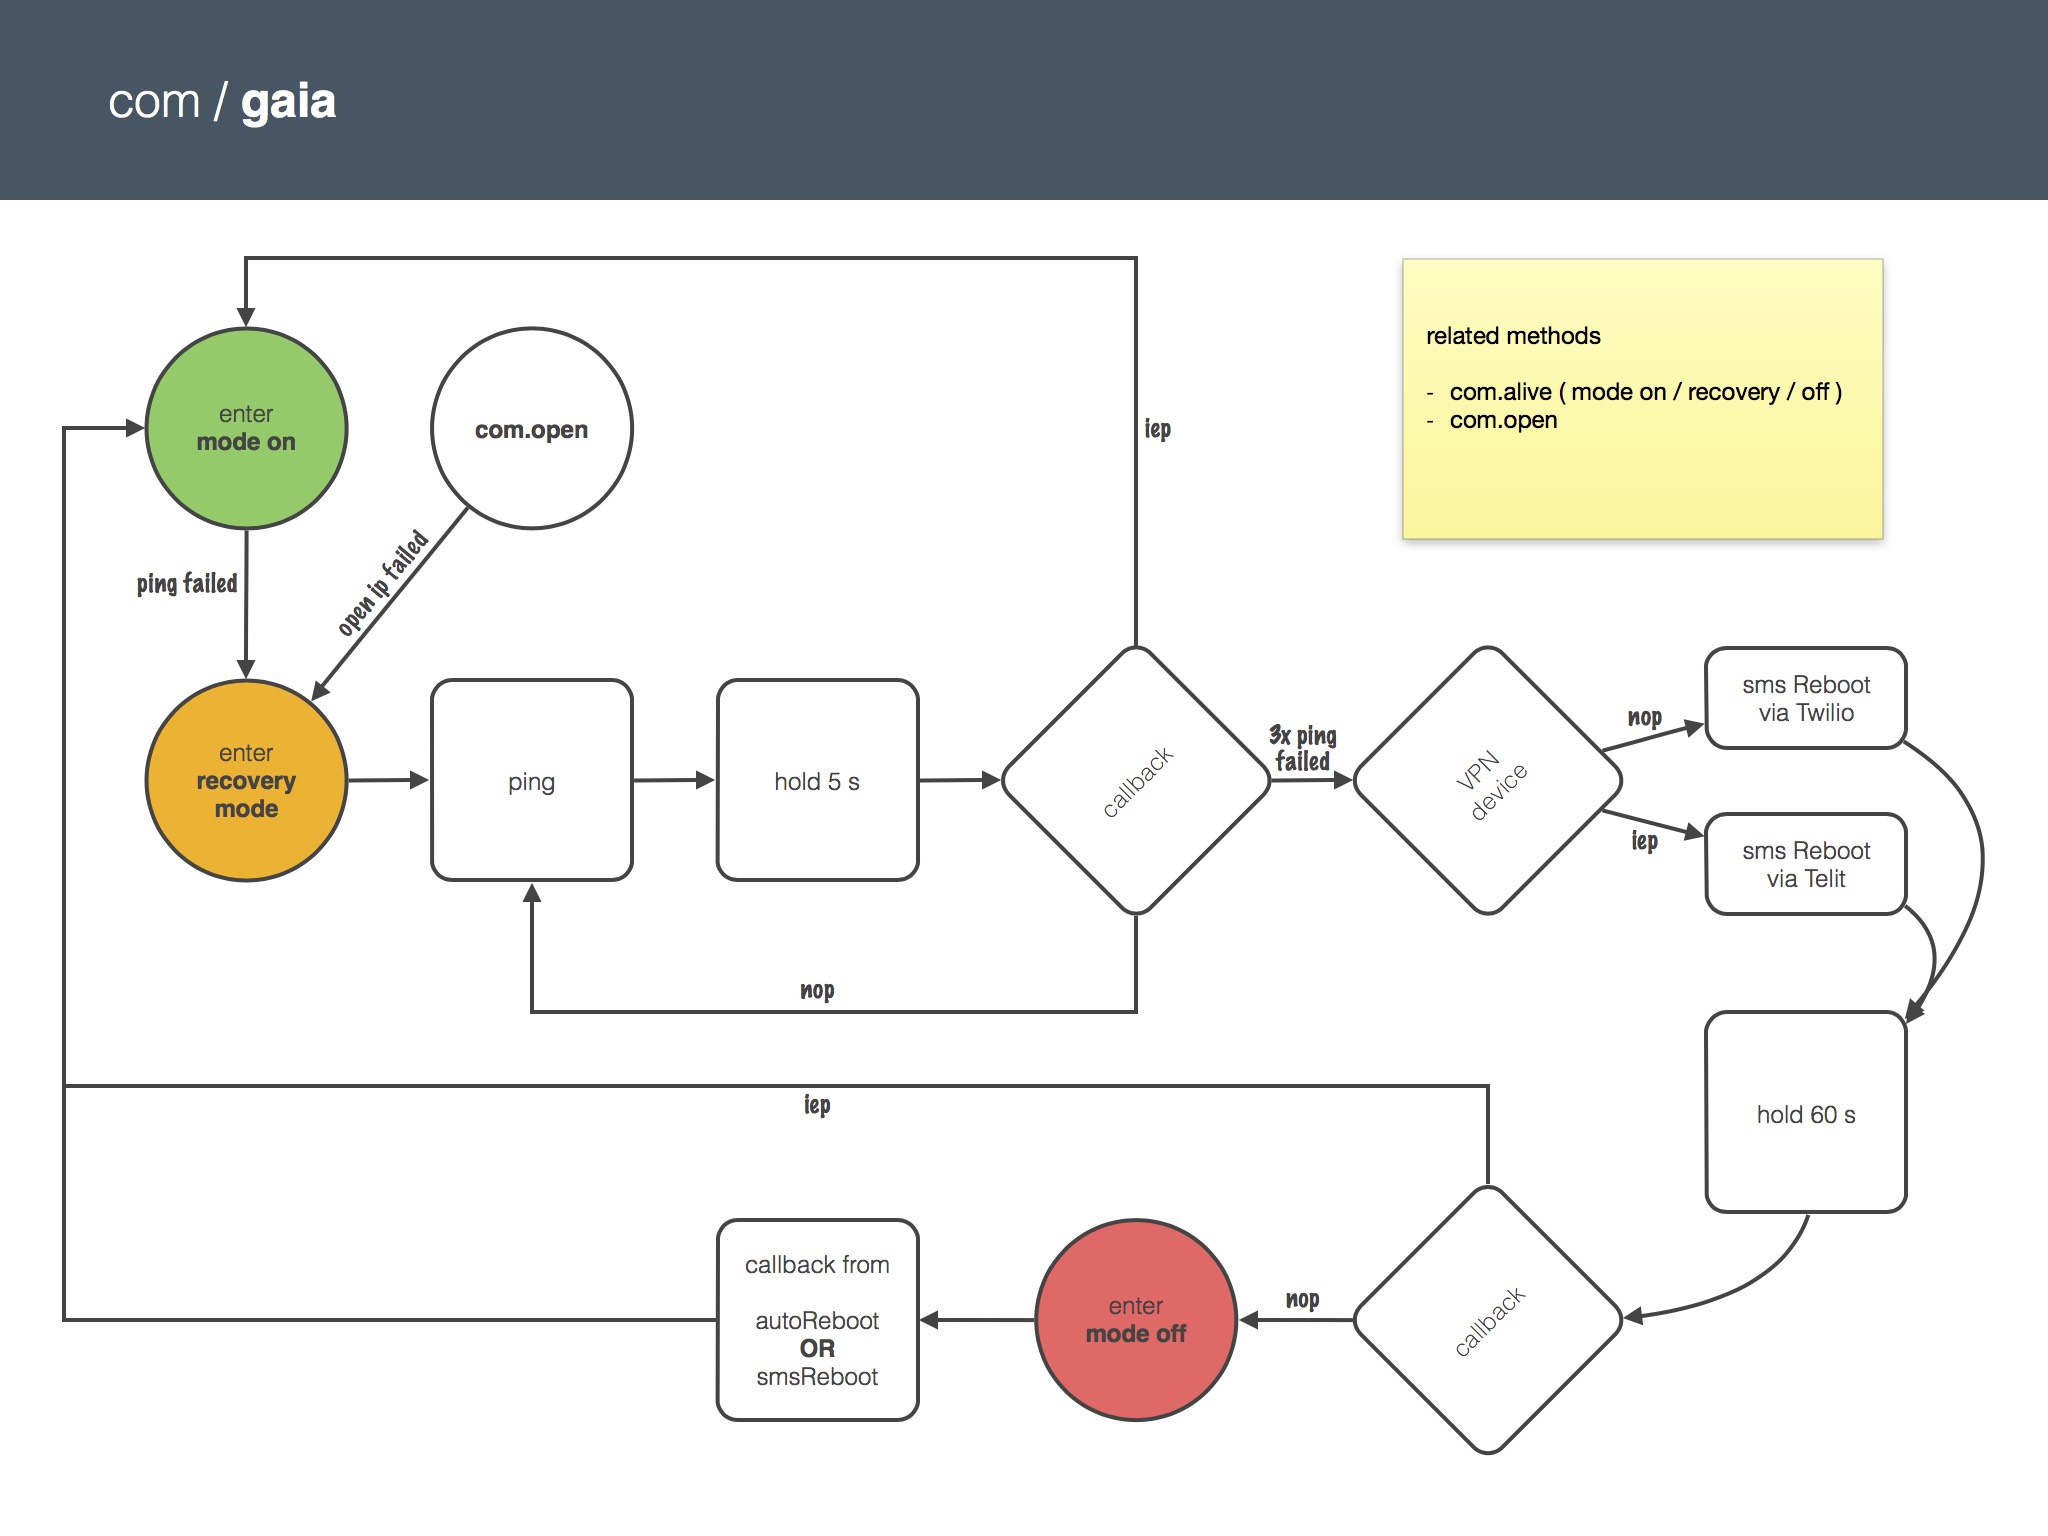 com / gaia
enter
mode on
com.open
iep
related methods
- com.alive ( mode on / recovery / off )
- com.open
ping failed
open ip failed
enter
recovery
mode
ping
hold 5 s
callback
3x ping
failed
VPN
device
nop
iep
sms Reboot
via Twilio
sms Reboot
via Telit
nop
iep
hold 60 s
callback from
autoReboot
OR
smsReboot
enter
mode off
nop
callback